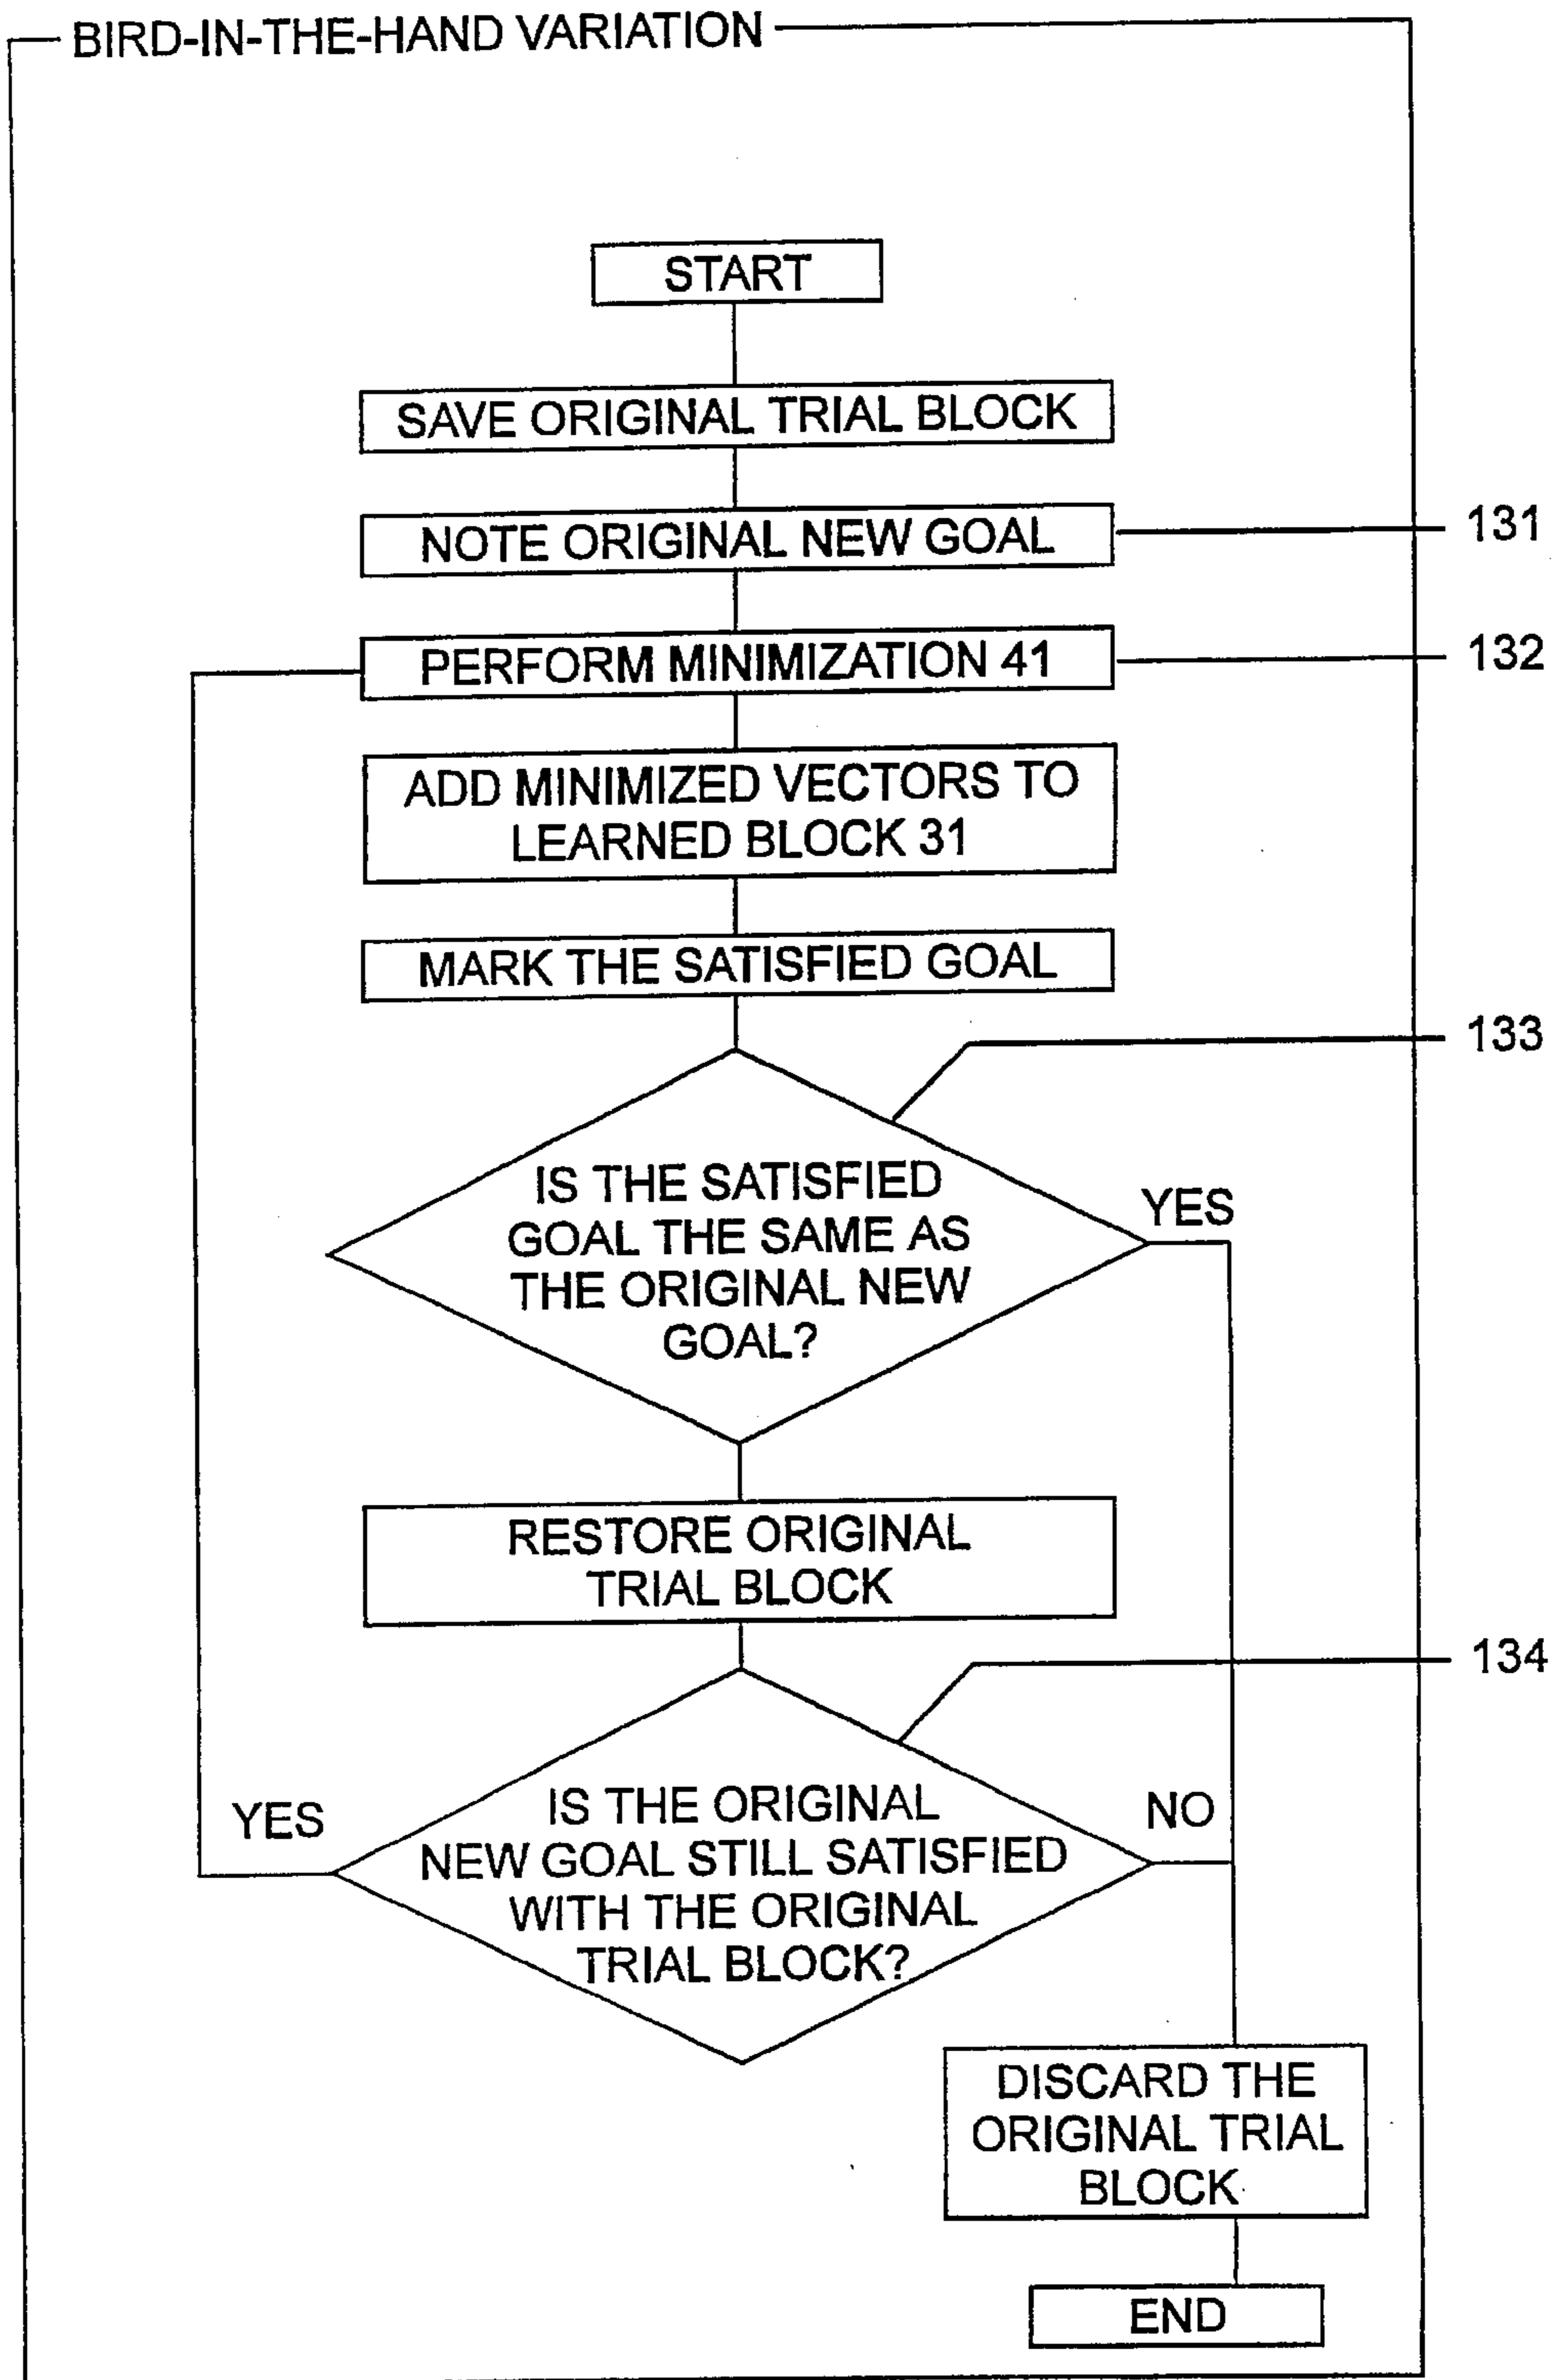 BIRD-IN-THE-HAND VARIATION
START
SAVE ORIGINAL TRIAL BLOCK
NOTE ORIGINAL NEW GOAL
131
PERFORM MINIMIZATION 41
132
ADD MINIMIZED VECTORS TO
LEARNED BLOCK 31
MARK THE SATISFIED GOAL
133
IS THE SATISFIED
GOAL THE SAME AS
THE ORIGINAL NEW
GOAL?
YES
RESTORE ORIGINAL
TRIAL BLOCK
134
IS THE ORIGINAL
NEW GOAL STILL SATISFIED
WITH THE ORIGINAL
TRIAL BLOCK?
YES
NO
DISCARD THE
ORIGINAL TRIAL
BLOCK
END